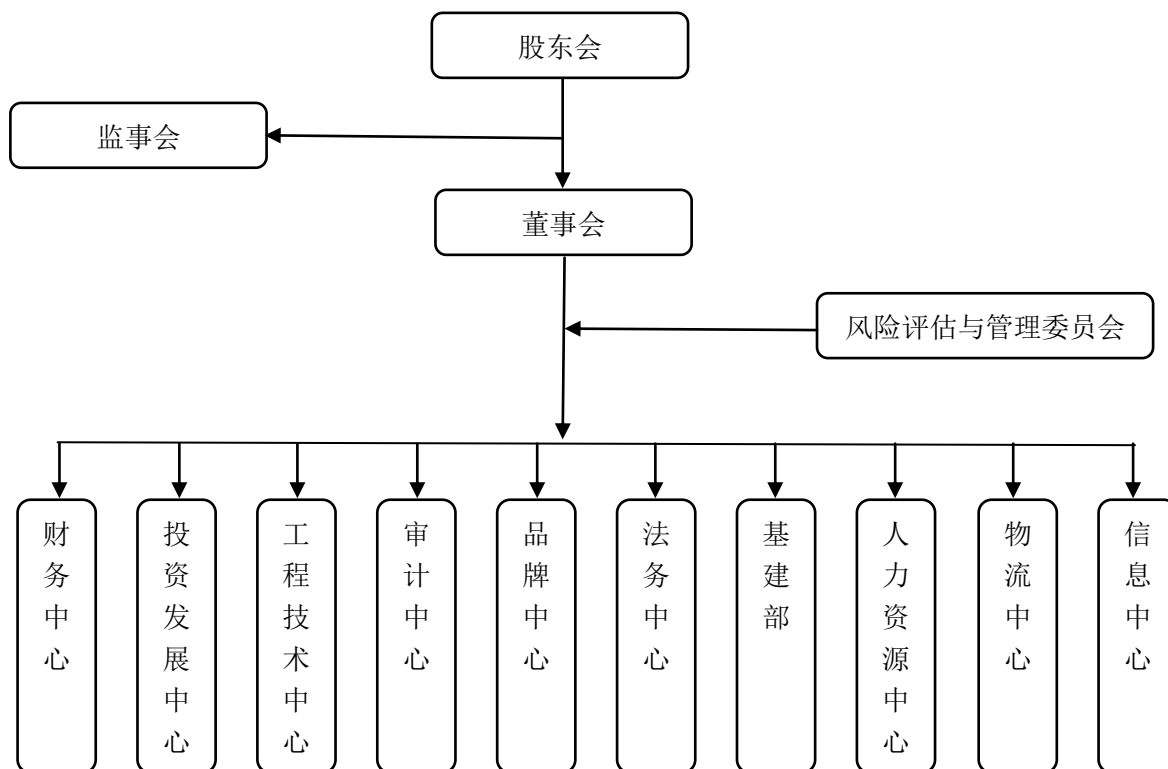 股东会
监事会
董事会
风险评估与管理委员会
财务中心
投资发展中心
工程技术中心
审计中心
品牌中心
法务中心
基建部
人力资源中心
物流中心
信息中心